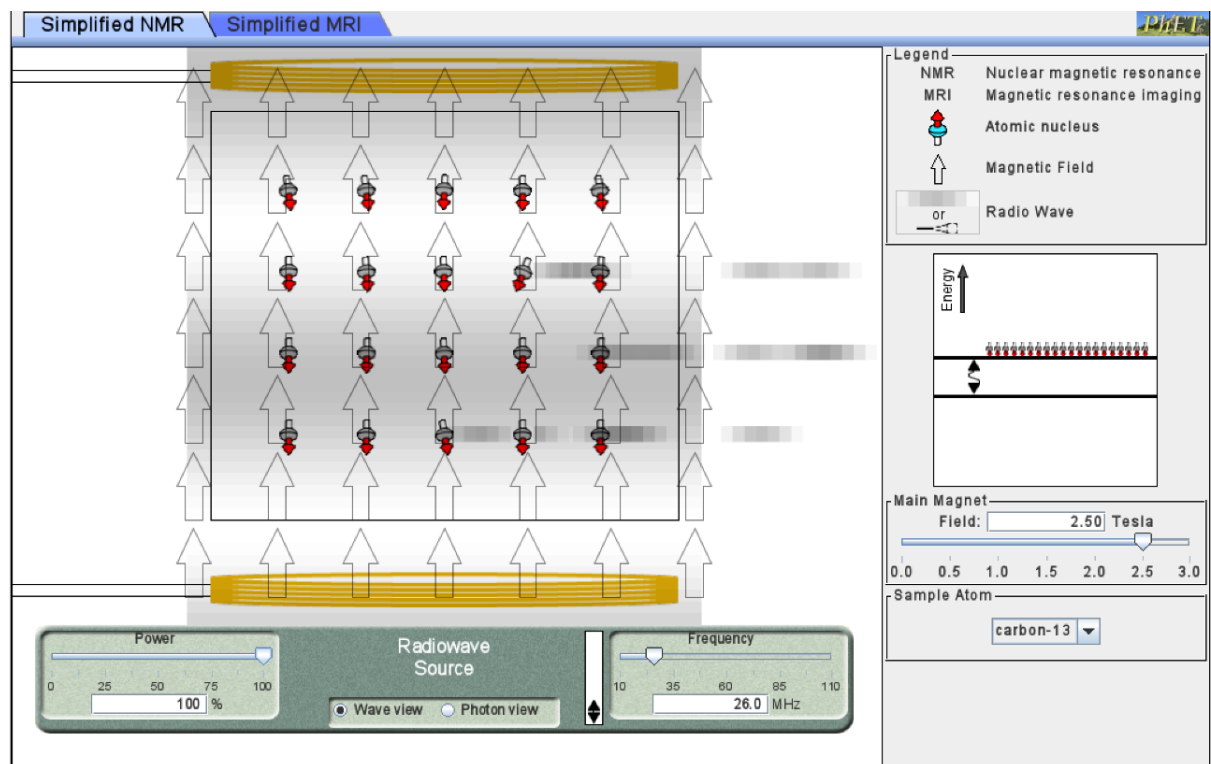 Simplified NMR Simplified MRI PhET
Legend
NMR Nuclear magnetic resonance
MRI Magnetic resonance imaging
Atomic nucleus
Magnetic Field
or Radio Wave
Energy
Main Magnet
Field: 2.50 Tesla
0.0 0.5 1.0 1.5 2.0 2.5 3.0
Sample Atom
carbon-13
Power
0 25 50 75 100
100 %
Radiowave
Source
Wave view Photon view
Frequency
10 35 60 85 110
26.0 MHz